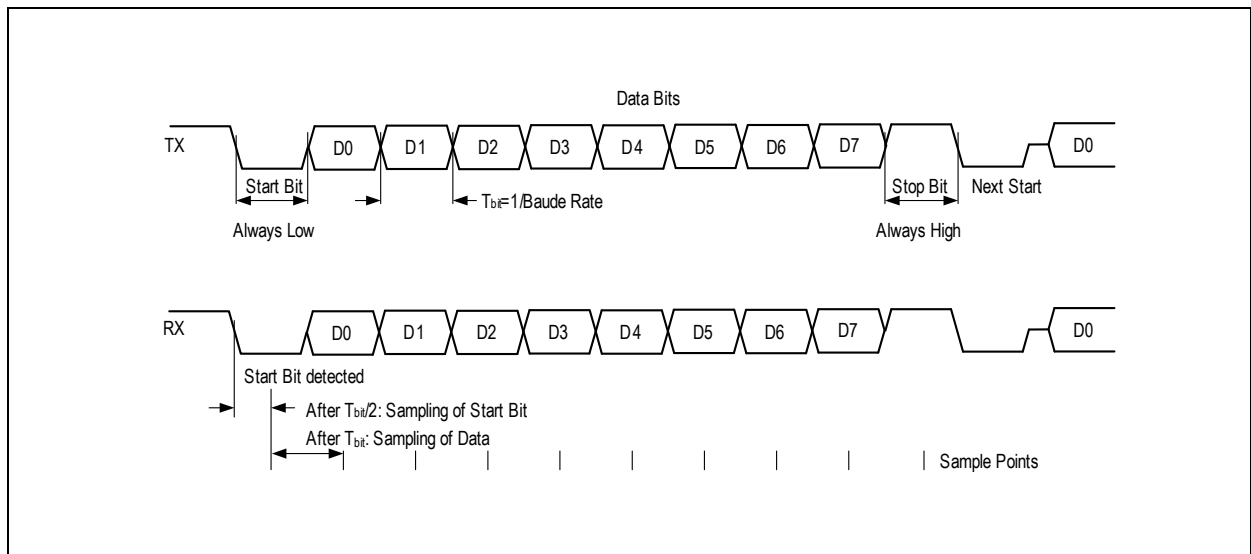 Data Bits
TX D0 D1 D2 D3 D4 D5 D6 D7 D0
Start Bit Stop Bit Next Start
Tbit=1/Baude Rate
Always Low Always High
RX D0 D1 D2 D3 D4 D5 D6 D7 D0
Start Bit detected
After Tbit/2: Sampling of Start Bit
After Tbit: Sampling of Data
Sample Points